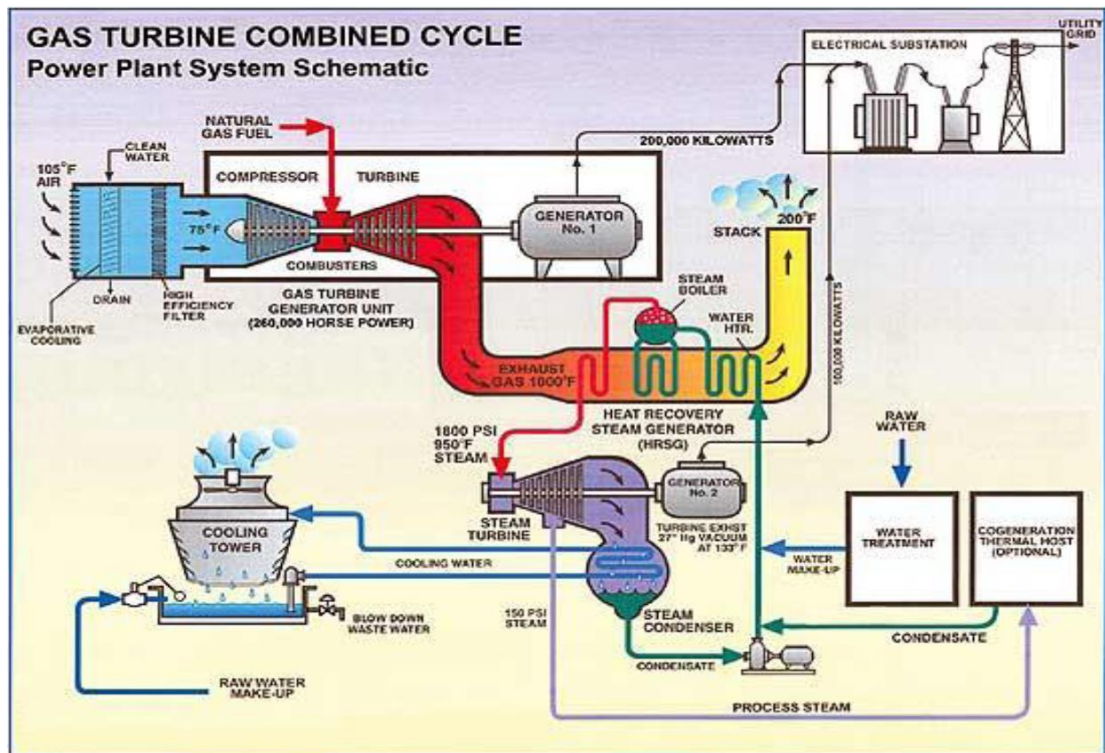 GAS TURBINE COMBINED CYCLE
Power Plant System Schematic
UTILITY
GRID
ELECTRICAL SUBSTATION
NATURAL
GAS FUEL
200,000 KILOWATTS
CLEAN
WATER
105°F
AIR
COMPRESSOR
TURBINE
75°F
GENERATOR
No. 1
200°F
STACK
COMBUSTERS
DRAIN
HIGH
EFFICIENCY
FILTER
EVAPORATIVE
COOLING
GAS TURBINE
GENERATOR UNIT
(260,000 HORSE POWER)
STEAM
BOILER
WATER
HTR.
100,000 KILOWATTS
EXHAUST
GAS 1000°F
HEAT RECOVERY
STEAM GENERATOR
(HRSG)
1800 PSI
950°F
STEAM
RAW
WATER
GENERATOR
No. 2
STEAM
TURBINE
TURBINE EXHST
27" Hg VACUUM
AT 133°F
COOLING
TOWER
COOLING WATER
WATER
TREATMENT
COGENERATION
THERMAL HOST
(OPTIONAL)
WATER
MAKE-UP
150 PSI
STEAM
STEAM
CONDENSER
BLOW DOWN
WASTE WATER
CONDENSATE
CONDENSATE
RAW WATER
MAKE-UP
PROCESS STEAM